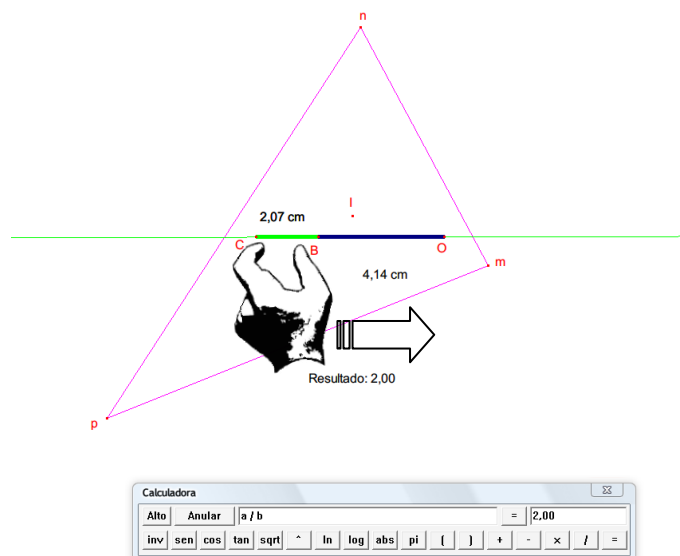 n
I
2,07 cm
C
B
O
m
4,14 cm
Resultado: 2,00
p
Calculadora
Alto Anular a / b = 2,00
inv sen cos tan sqrt ^ ln log abs pi ( ) + - × / =